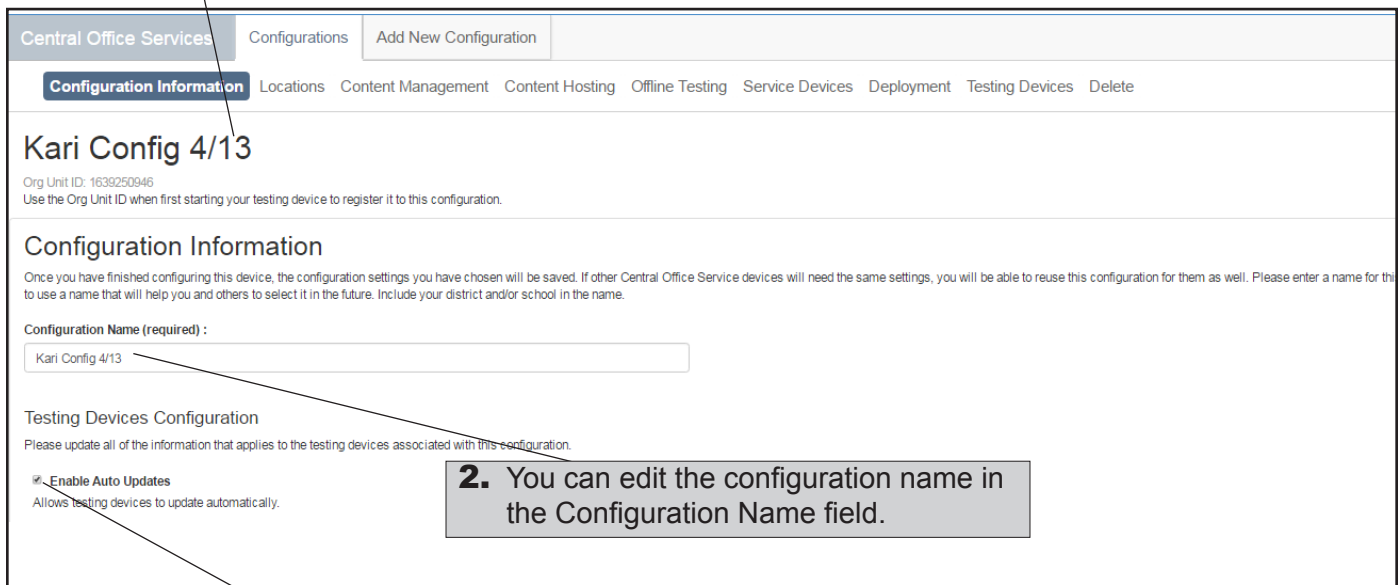 Central Office Services Configurations Add New Configuration
Configuration Information Locations Content Management Content Hosting Offline Testing Service Devices Deployment Testing Devices Delete
Kari Config 4/13
Org Unit ID: 1639250946
Use the Org Unit ID when first starting your testing device to register it to this configuration.
Configuration Information
Once you have finished configuring this device, the configuration settings you have chosen will be saved. If other Central Office Service devices will need the same settings, you will be able to reuse this configuration for them as well. Please enter a name for thi
to use a name that will help you and others to select it in the future. Include your district and/or school in the name.
Configuration Name (required) :
Kari Config 4/13
Testing Devices Configuration
Please update all of the information that applies to the testing devices associated with this configuration.
Enable Auto Updates
Allows testing devices to update automatically.
2. You can edit the configuration name in
the Configuration Name field.